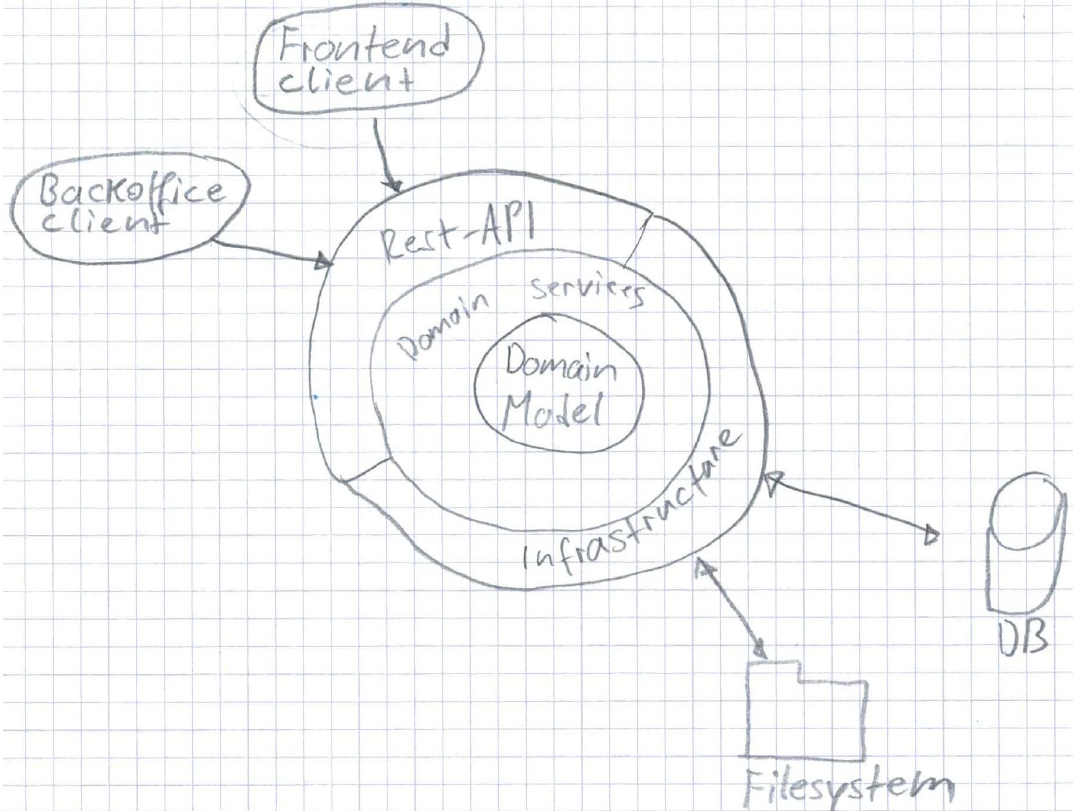 Frontend
client
Backoffice
client
Rest-API
Domain services
Domain
Model
Infrastructure
DB
Filesystem